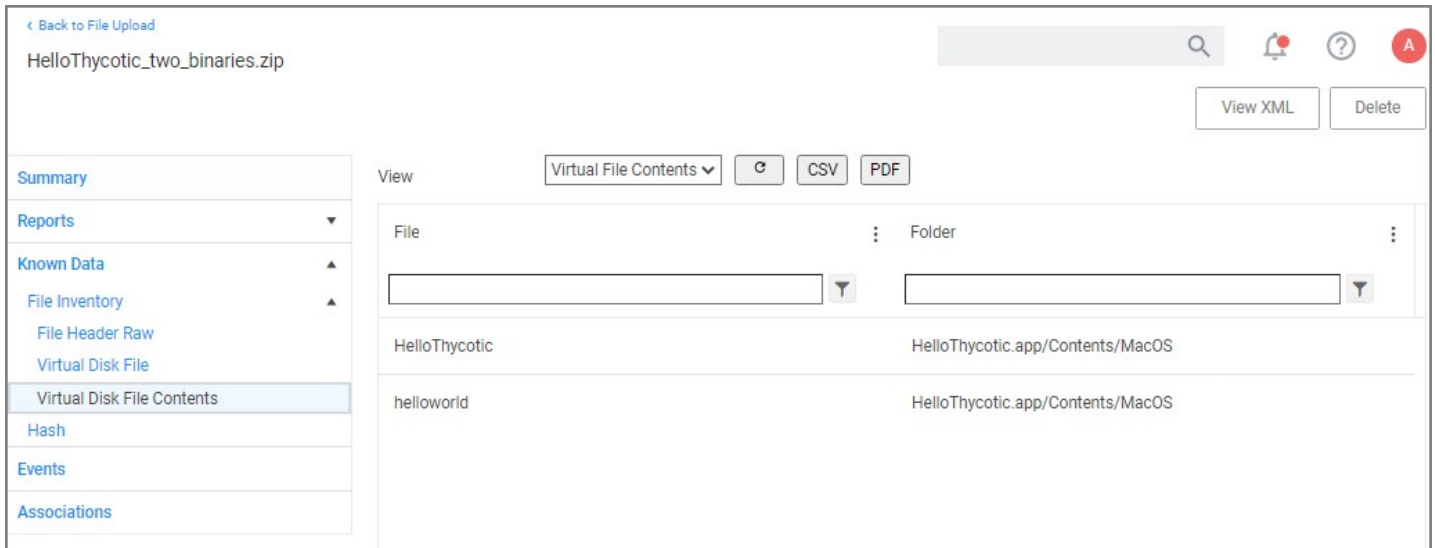 Back to File Upload
HelloThycotic_two_binaries.zip
A
View XML
Delete
Summary
Reports
Known Data
File Inventory
File Header Raw
Virtual Disk File
Virtual Disk File Contents
Hash
Events
Associations
View
Virtual File Contents
CSV
PDF
File
Folder
HelloThycotic
HelloThycotic.app/Contents/MacOS
helloworld
HelloThycotic.app/Contents/MacOS